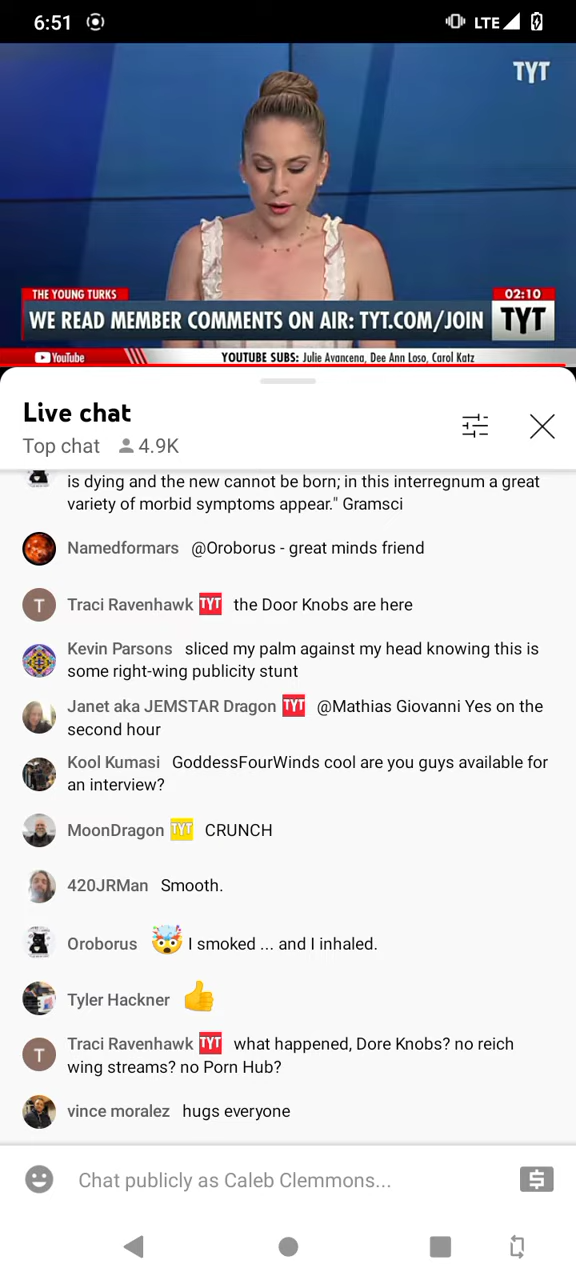 6:51
LTE
TYT
THE YOUNG TURKS
02:10
WE READ MEMBER COMMENTS ON AIR: TYT.COM/JOIN
TYT
YouTube
YOUTUBE SUBS: Julie Avancena, Dee Ann Loso, Carol Katz
Live chat
Top chat 4.9K
is dying and the new cannot be born; in this interregnum a great
variety of morbid symptoms appear." Gramsci
Namedformars @Oroborus - great minds friend
T
Traci Ravenhawk TYT the Door Knobs are here
Kevin Parsons sliced my palm against my head knowing this is
some right-wing publicity stunt
Janet aka JEMSTAR Dragon TYT @Mathias Giovanni Yes on the
second hour
Kool Kumasi GoddessFourWinds cool are you guys available for
an interview?
MoonDragon TYT CRUNCH
420JRMan Smooth.
Oroborus 🤯 I smoked ... and I inhaled.
Tyler Hackner 👍
T
Traci Ravenhawk TYT what happened, Dore Knobs? no reich
wing streams? no Porn Hub?
vince moralez hugs everyone
Chat publicly as Caleb Clemmons...
$